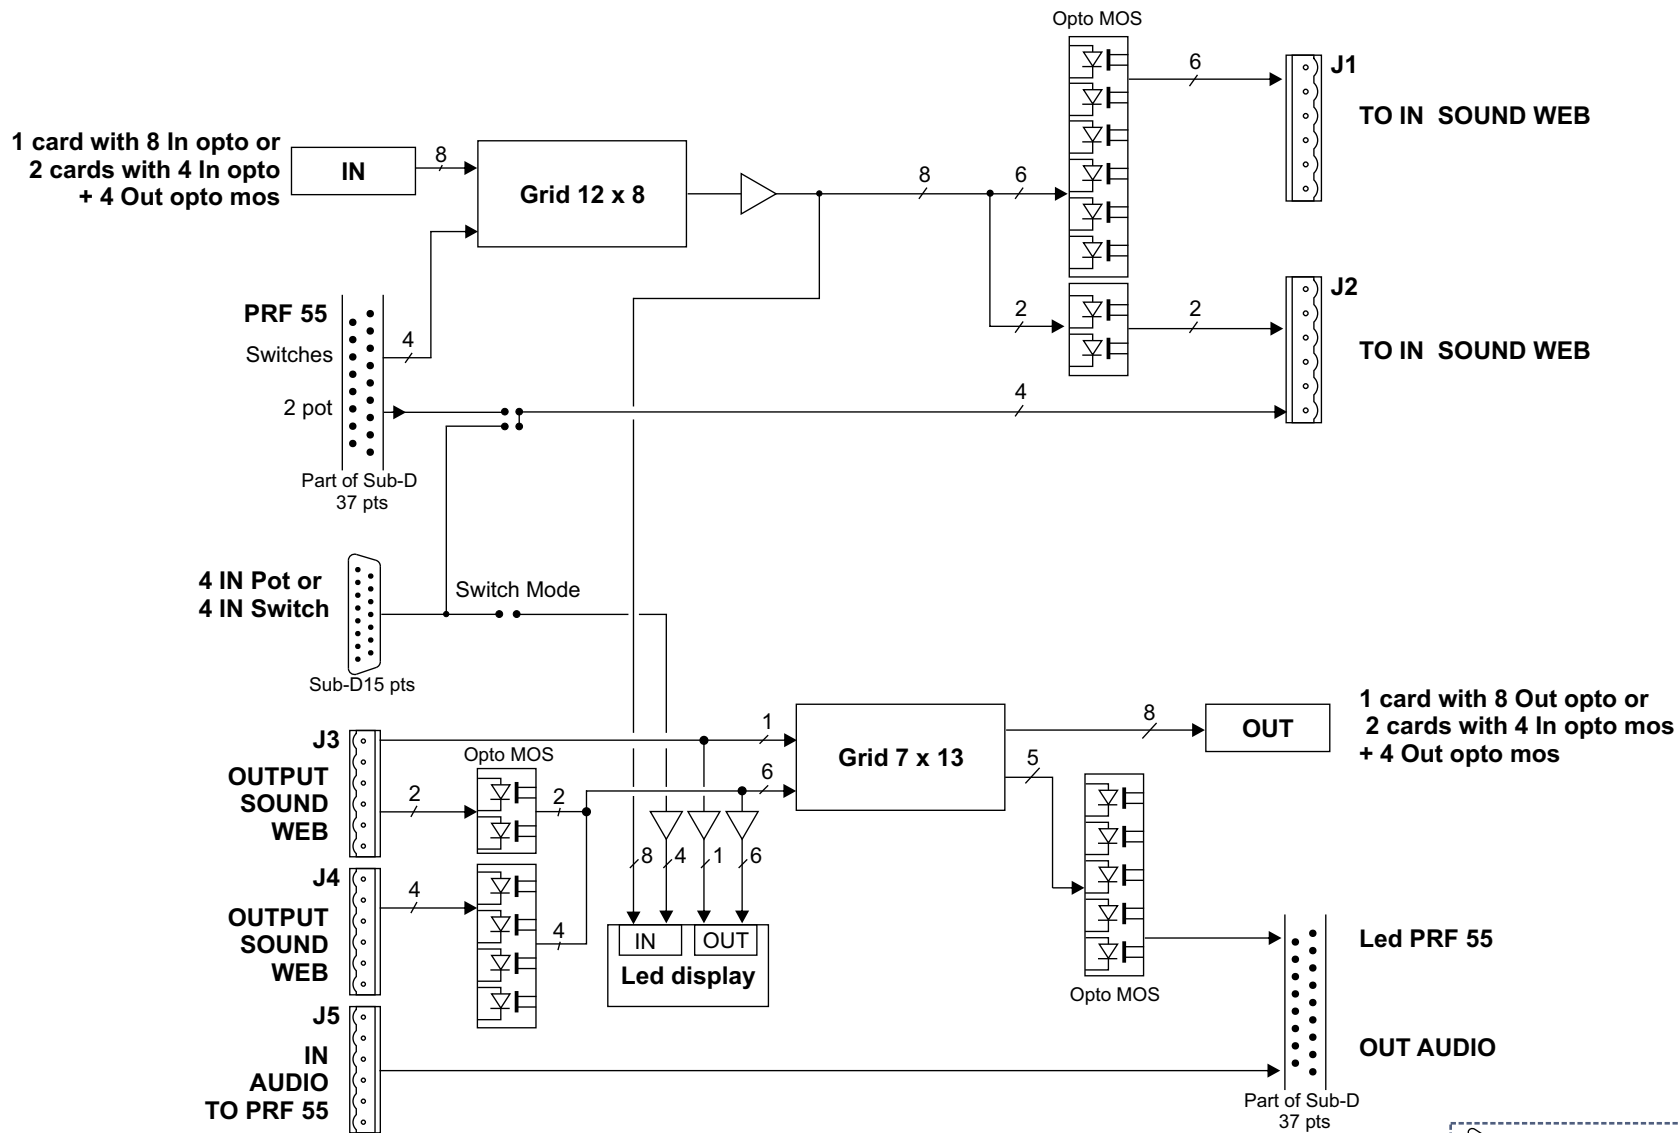 Opto MOS
J1
6
TO IN SOUND WEB
1 card with 8 In opto or
2 cards with 4 In opto
+ 4 Out opto mos
IN
8
Grid 12 x 8
8
6
J2
PRF 55
Switches
4
2
2
TO IN SOUND WEB
2 pot
4
Part of Sub-D
37 pts
4 IN Pot or
4 IN Switch
Switch Mode
Sub-D15 pts
J3
OUTPUT
SOUND
WEB
2
Opto MOS
2
1
6
Grid 7 x 13
8
5
OUT
1 card with 8 Out opto or
2 cards with 4 In opto mos
+ 4 Out opto mos
8
4
1
6
J4
OUTPUT
SOUND
WEB
4
4
IN
OUT
Led display
Opto MOS
Led PRF 55
J5
IN
AUDIO
TO PRF 55
OUT AUDIO
Part of Sub-D
37 pts